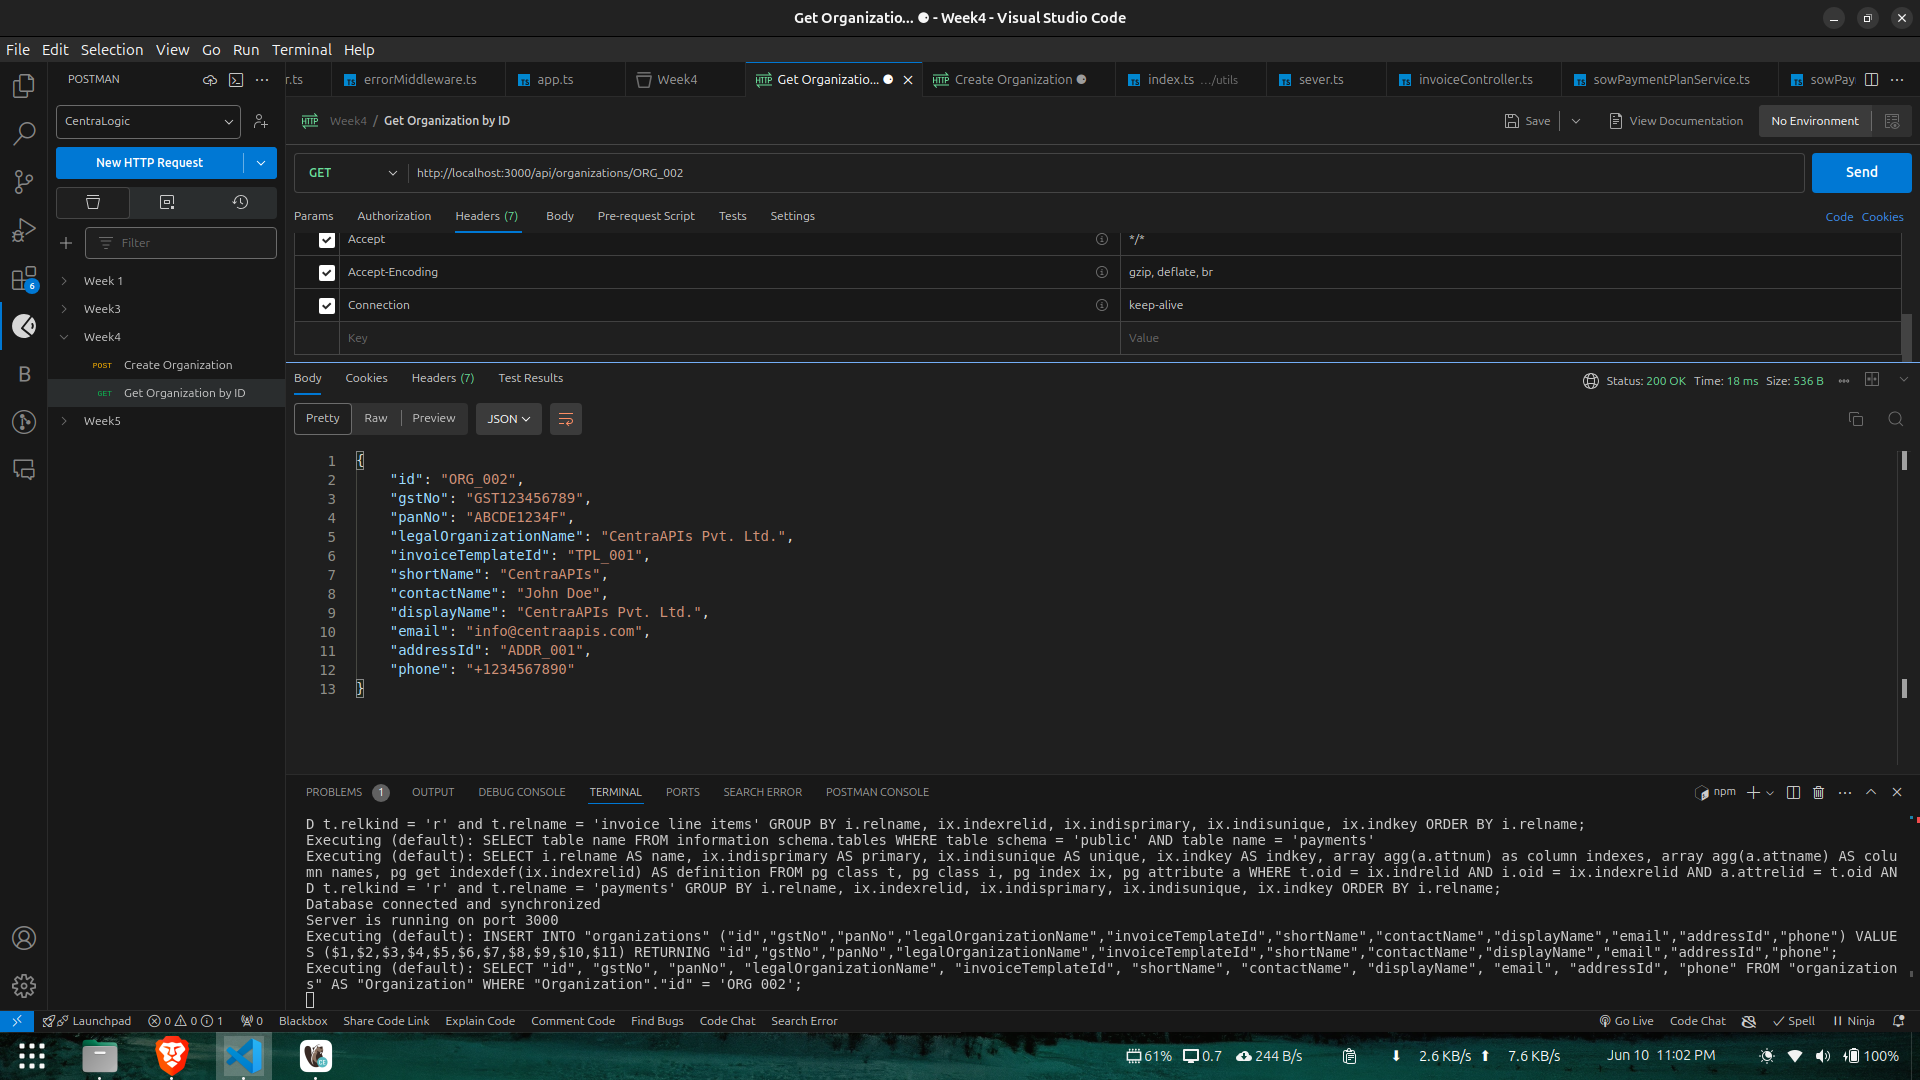 Get Organizatio... ● - Week4 - Visual Studio Code
File Edit Selection View Go Run Terminal Help
POSTMAN
r.ts errorMiddleware.ts app.ts Week4 Get Organizatio... Create Organization index.ts .../utils sever.ts invoiceController.ts sowPaymentPlanService.ts sowPay
CentraLogic
Week4 / Get Organization by ID
Save View Documentation No Environment
New HTTP Request
GET http://localhost:3000/api/organizations/ORG_002 Send
Params Authorization Headers (7) Body Pre-request Script Tests Settings Code Cookies
Filter
Accept */*
Accept-Encoding gzip, deflate, br
Connection keep-alive
Key Value
Week 1
Week3
Week4
POST Create Organization
GET Get Organization by ID
Week5
6
B
Body Cookies Headers (7) Test Results Status: 200 OK Time: 18 ms Size: 536 B
Pretty Raw Preview JSON
1 {
2 "id": "ORG_002",
3 "gstNo": "GST123456789",
4 "panNo": "ABCDE1234F",
5 "legalOrganizationName": "CentraAPIs Pvt. Ltd.",
6 "invoiceTemplateId": "TPL_001",
7 "shortName": "CentraAPIs",
8 "contactName": "John Doe",
9 "displayName": "CentraAPIs Pvt. Ltd.",
10 "email": "info@centraapis.com",
11 "addressId": "ADDR_001",
12 "phone": "+1234567890"
13 }
PROBLEMS 1 OUTPUT DEBUG CONSOLE TERMINAL PORTS SEARCH ERROR POSTMAN CONSOLE npm
D t.relkind = 'r' and t.relname = 'invoice line items' GROUP BY i.relname, ix.indexrelid, ix.indisprimary, ix.indisunique, ix.indkey ORDER BY i.relname;
Executing (default): SELECT table name FROM information schema.tables WHERE table schema = 'public' AND table name = 'payments'
Executing (default): SELECT i.relname AS name, ix.indisprimary AS primary, ix.indisunique AS unique, ix.indkey AS indkey, array agg(a.attnum) as column indexes, array agg(a.attname) AS colu
mn names, pg get indexdef(ix.indexrelid) AS definition FROM pg class t, pg class i, pg index ix, pg attribute a WHERE t.oid = ix.indrelid AND i.oid = ix.indexrelid AND a.attrelid = t.oid AN
D t.relkind = 'r' and t.relname = 'payments' GROUP BY i.relname, ix.indexrelid, ix.indisprimary, ix.indisunique, ix.indkey ORDER BY i.relname;
Database connected and synchronized
Server is running on port 3000
Executing (default): INSERT INTO "organizations" ("id","gstNo","panNo","legalOrganizationName","invoiceTemplateId","shortName","contactName","displayName","email","addressId","phone") VALUE
S ($1,$2,$3,$4,$5,$6,$7,$8,$9,$10,$11) RETURNING "id","gstNo","panNo","legalOrganizationName","invoiceTemplateId","shortName","contactName","displayName","email","addressId","phone";
Executing (default): SELECT "id", "gstNo", "panNo", "legalOrganizationName", "invoiceTemplateId", "shortName", "contactName", "displayName", "email", "addressId", "phone" FROM "organization
s" AS "Organization" WHERE "Organization"."id" = 'ORG 002';
Launchpad 0 0 1 0 Blackbox Share Code Link Explain Code Comment Code Find Bugs Code Chat Search Error Go Live Code Chat Spell Ninja
61% 0.7 244 B/s 2.6 KB/s 7.6 KB/s Jun 10 11:02 PM 100%